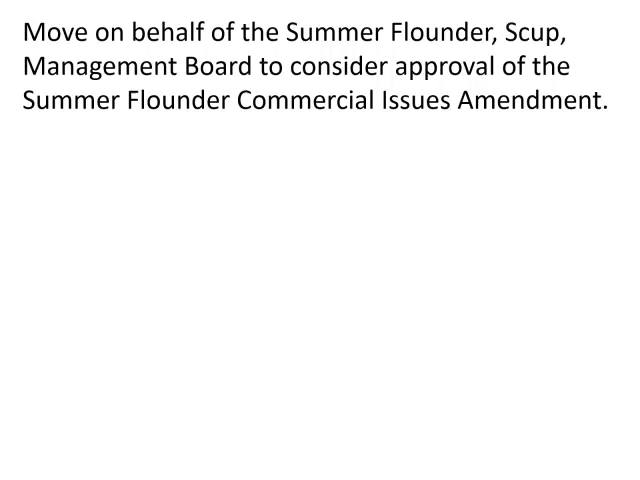 Move on behalf of the Summer Flounder, Scup,
Management Board to consider approval of the
Summer Flounder Commercial Issues Amendment.